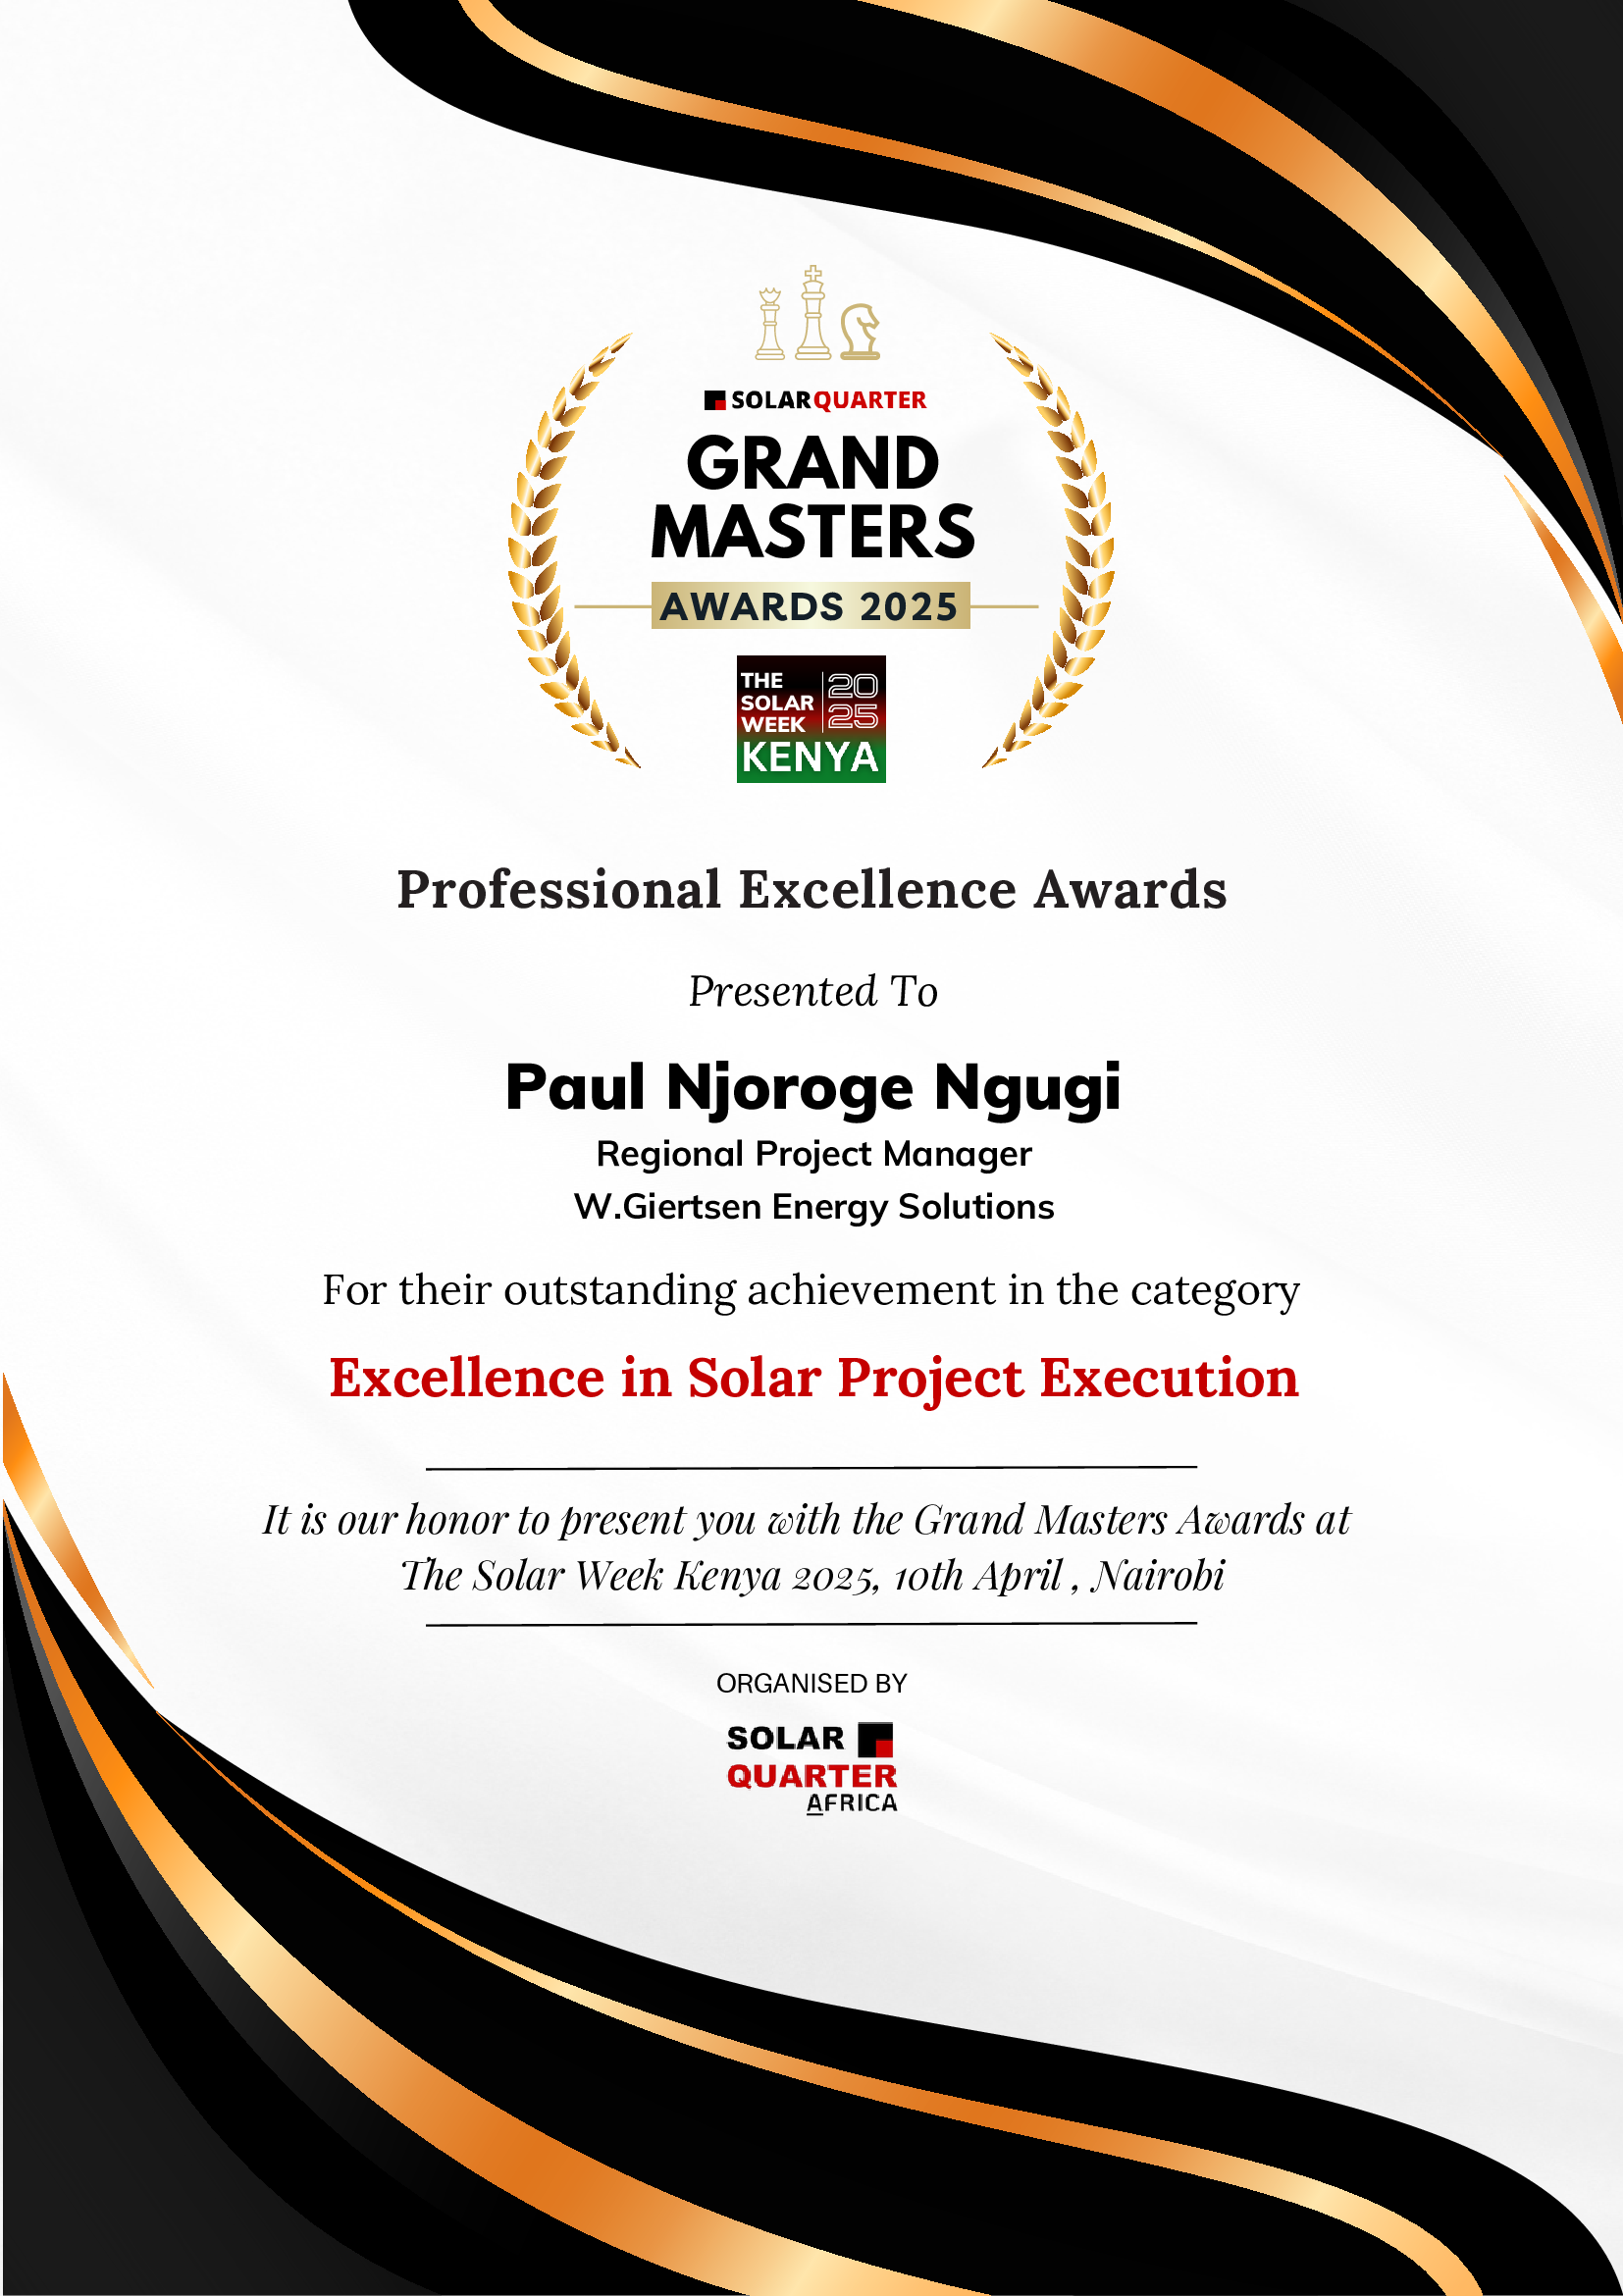 SOLARQUARTER
GRAND
MASTERS
AWARDS 2025
THE
SOLAR
WEEK
20
25
KENYA
Professional Excellence Awards
Presented To
Paul Njoroge Ngugi
Regional Project Manager
W.Giertsen Energy Solutions
For their outstanding achievement in the category
Excellence in Solar Project Execution
It is our honor to present you with the Grand Masters Awards at
The Solar Week Kenya 2025, 10th April , Nairobi
ORGANISED BY
SOLAR
QUARTER
AFRICA